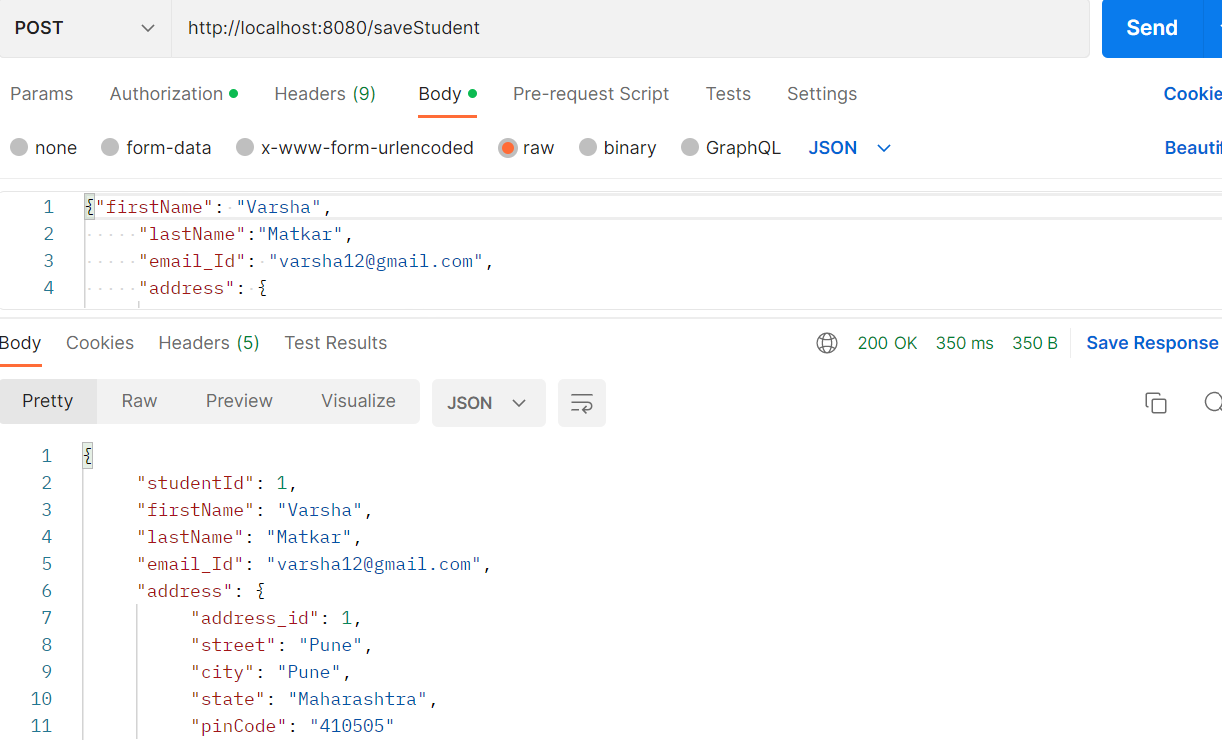 POST http://localhost:8080/saveStudent Send
Params Authorization Headers (9) Body Pre-request Script Tests Settings Cookie
none form-data x-www-form-urlencoded raw binary GraphQL JSON Beautif
1 {"firstName": "Varsha",
2 "lastName":"Matkar",
3 "email_Id": "varsha12@gmail.com",
4 "address": {
Body Cookies Headers (5) Test Results 200 OK 350 ms 350 B Save Response
Pretty Raw Preview Visualize JSON
1 {
2 "studentId": 1,
3 "firstName": "Varsha",
4 "lastName": "Matkar",
5 "email_Id": "varsha12@gmail.com",
6 "address": {
7 "address_id": 1,
8 "street": "Pune",
9 "city": "Pune",
10 "state": "Maharashtra",
11 "pinCode": "410505"